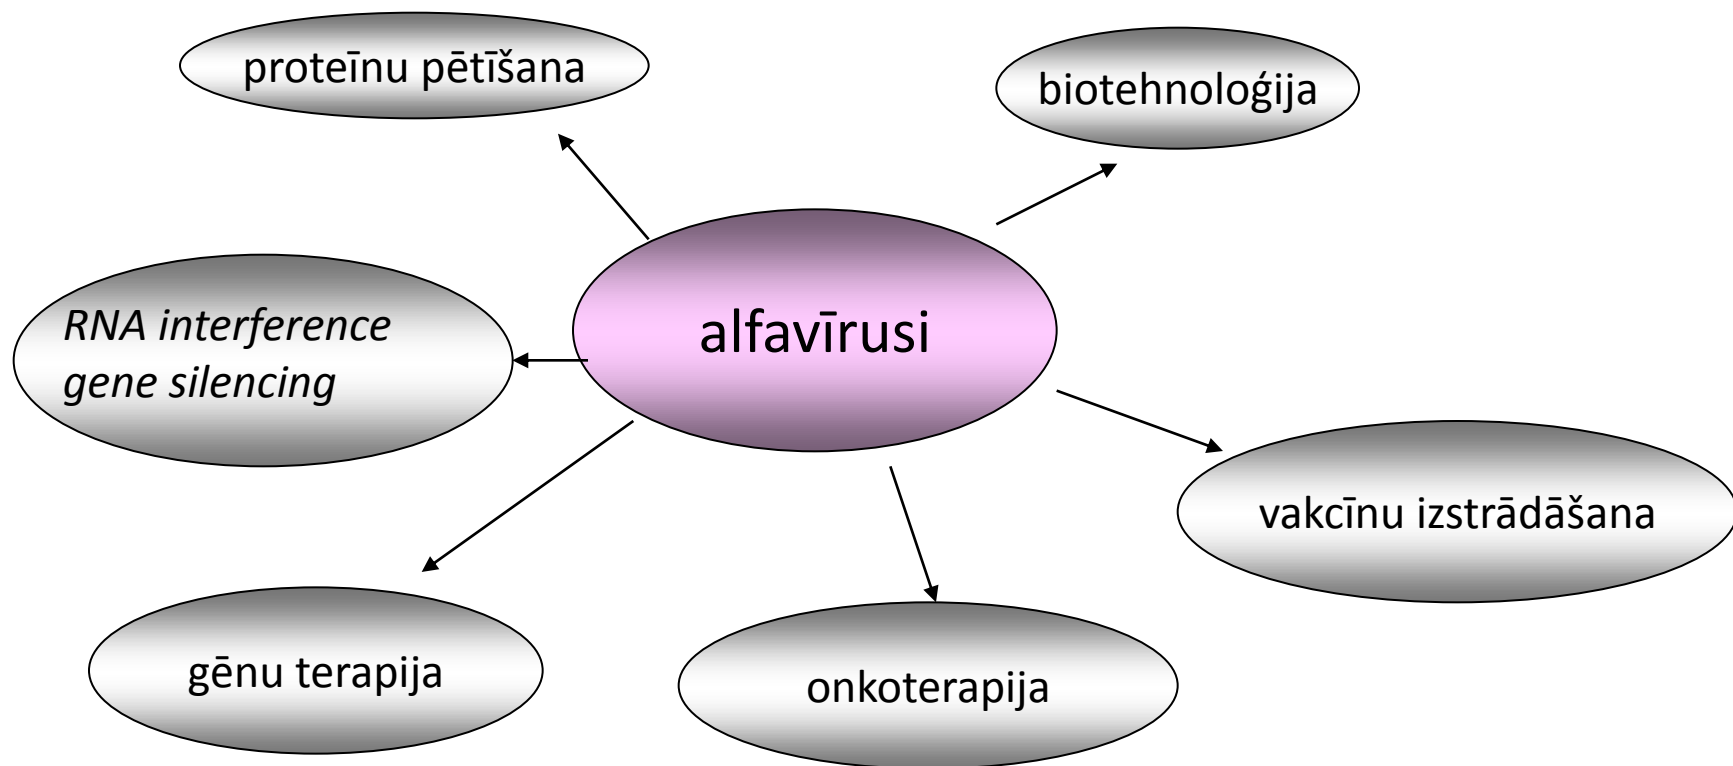 proteīnu pētīšana
biotehnoloģija
alfavīrusi
RNA interference
gene silencing
vakcīnu izstrādāšana
gēnu terapija
onkoterapija